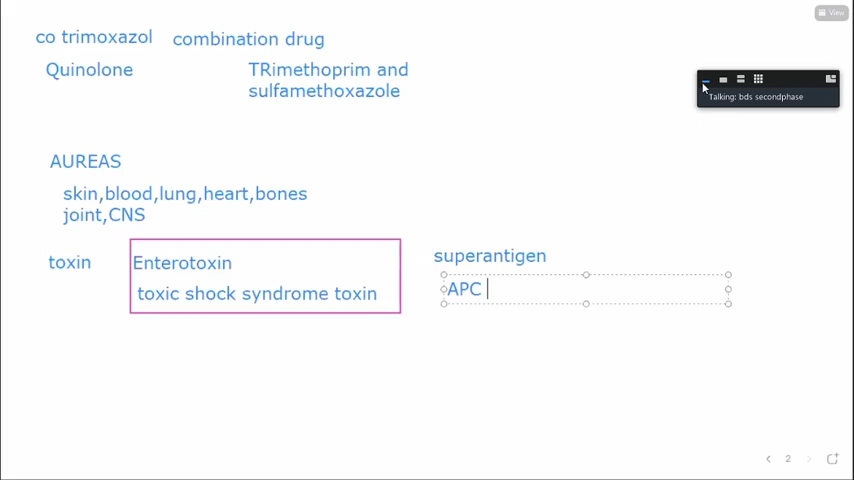 View
co trimoxazol combination drug
Quinolone TRimethoprim and
sulfamethoxazole
Talking: bds secondphase
AUREAS
skin,blood,lung,heart,bones
joint,CNS
toxin Enterotoxin superantigen
toxic shock syndrome toxin APC
2